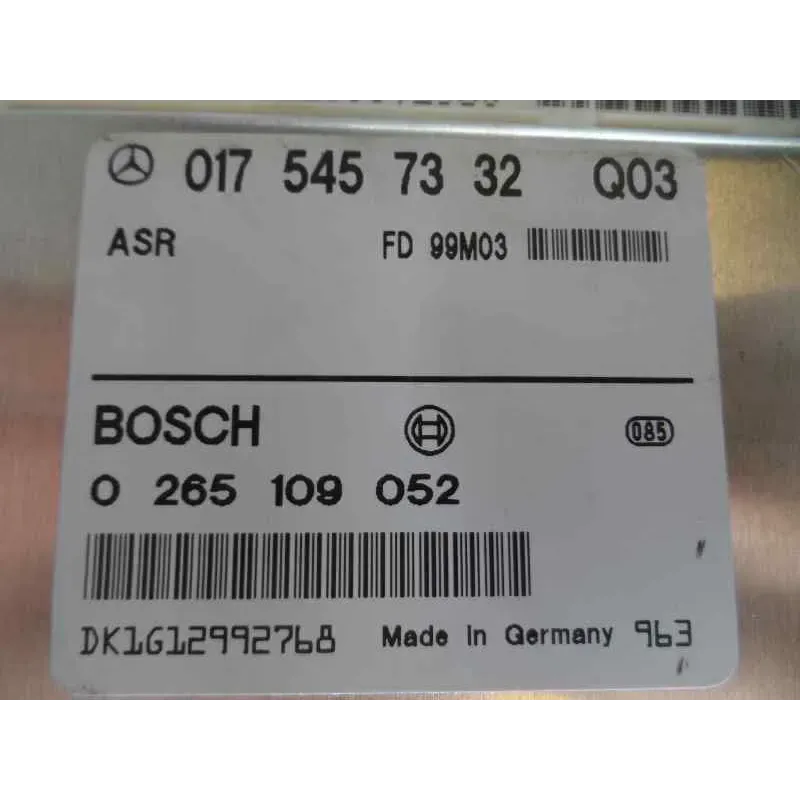 017 545 73 32 Q03
ASR FD 99M03
BOSCH 085
0 265 109 052
DK1G12992768 Made in Germany 963